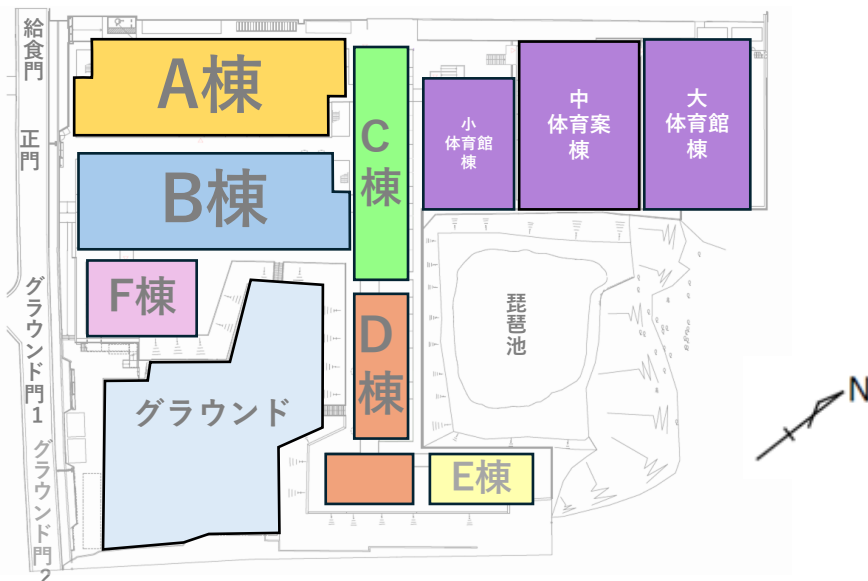 給食門
正門
グラウンド門1
グラウンド門2
A棟
B棟
C棟
D棟
E棟
F棟
グラウンド
小
体育館
棟
中
体育案
棟
大
体育館
棟
琵琶池
N